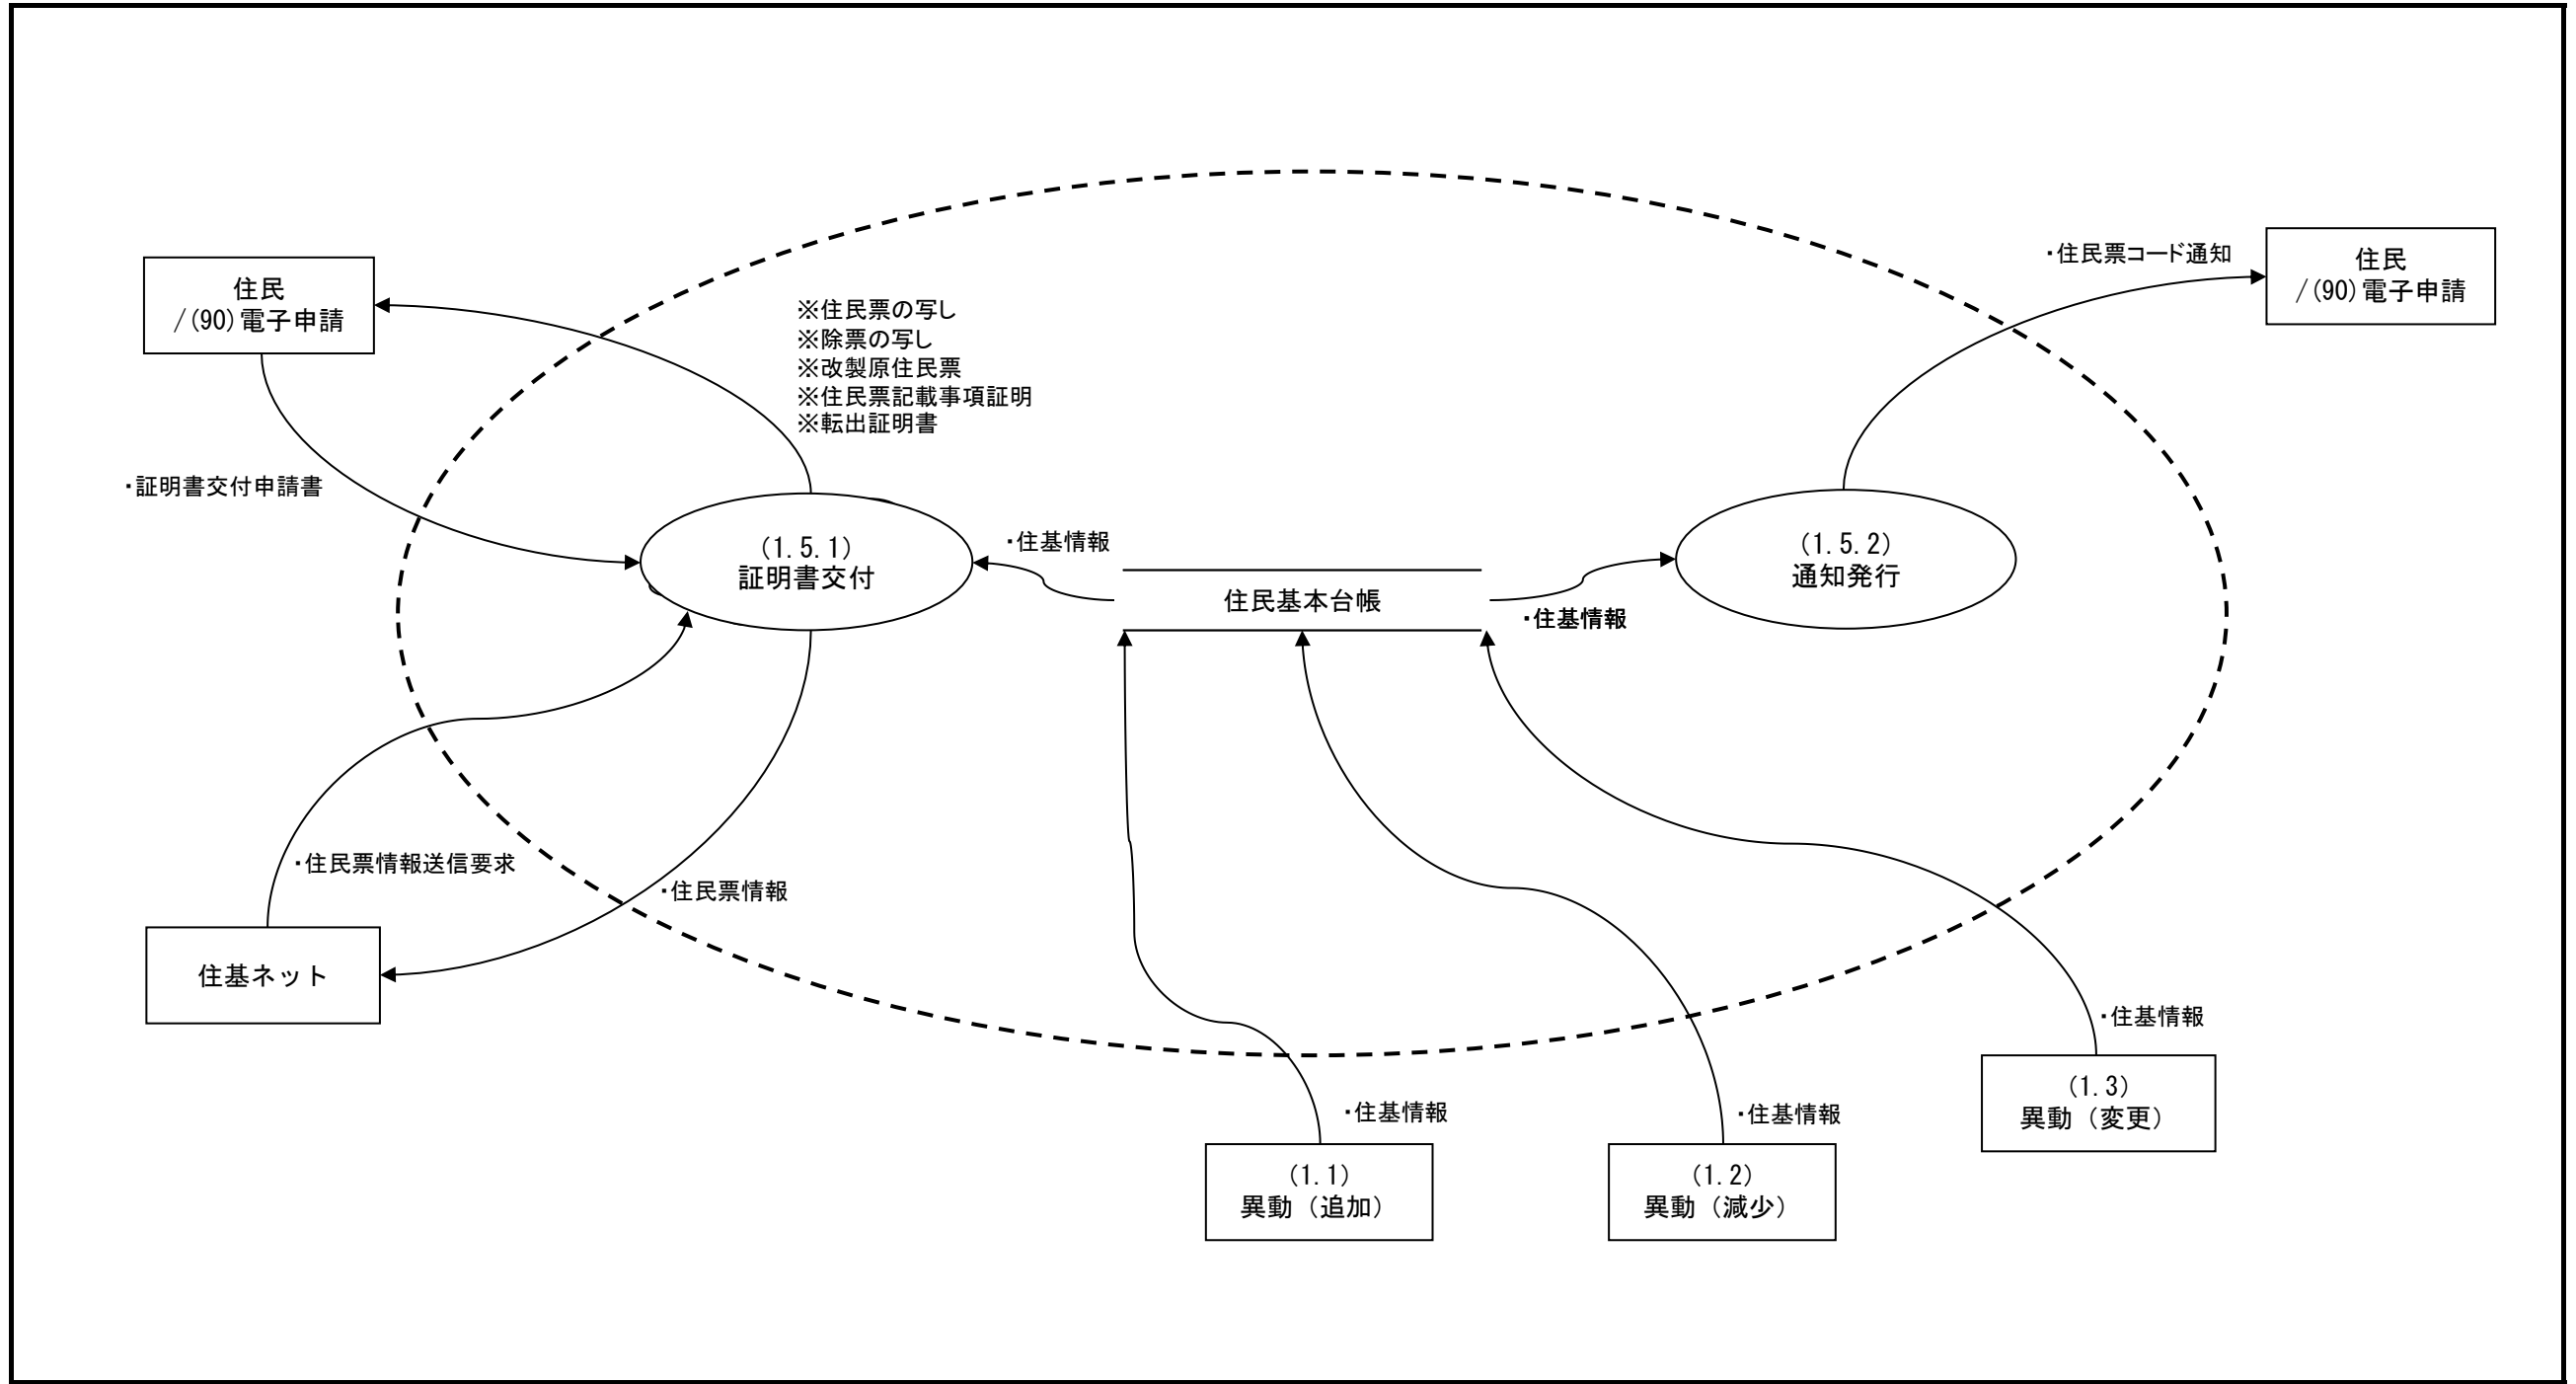 住民
/(90)電子申請
・住民票コード通知
住民
/(90)電子申請
※住民票の写し
※除票の写し
※改製原住民票
※住民票記載事項証明
※転出証明書
・証明書交付申請書
(1.5.1)
証明書交付
・住基情報
住民基本台帳
・住基情報
(1.5.2)
通知発行
・住民票情報送信要求
・住民票情報
住基ネット
・住基情報
(1.3)
異動（変更）
・住基情報
(1.1)
異動（追加）
・住基情報
(1.2)
異動（減少）